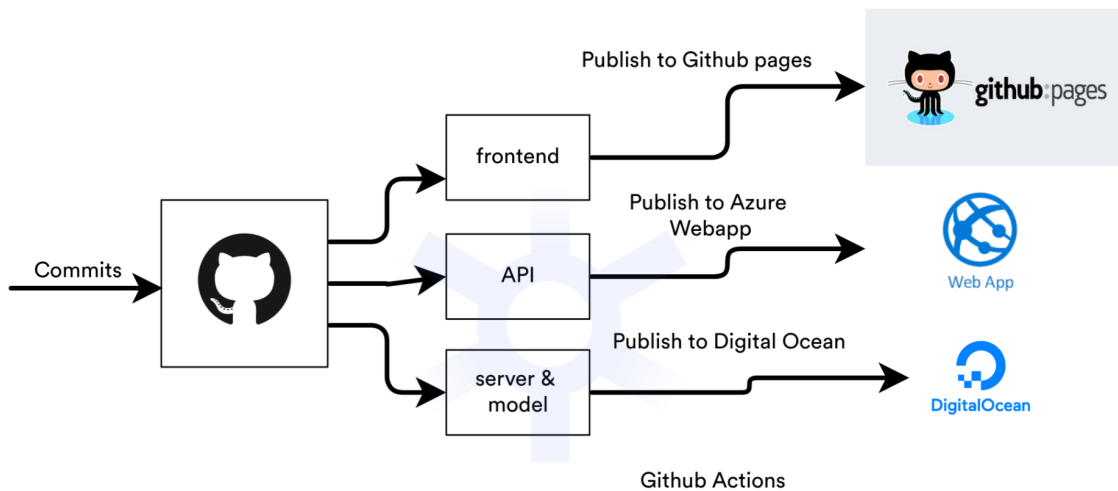 Publish to Github pages
github:pages
frontend
Publish to Azure
Webapp
Commits
API
Web App
Publish to Digital Ocean
server &
model
DigitalOcean
Github Actions